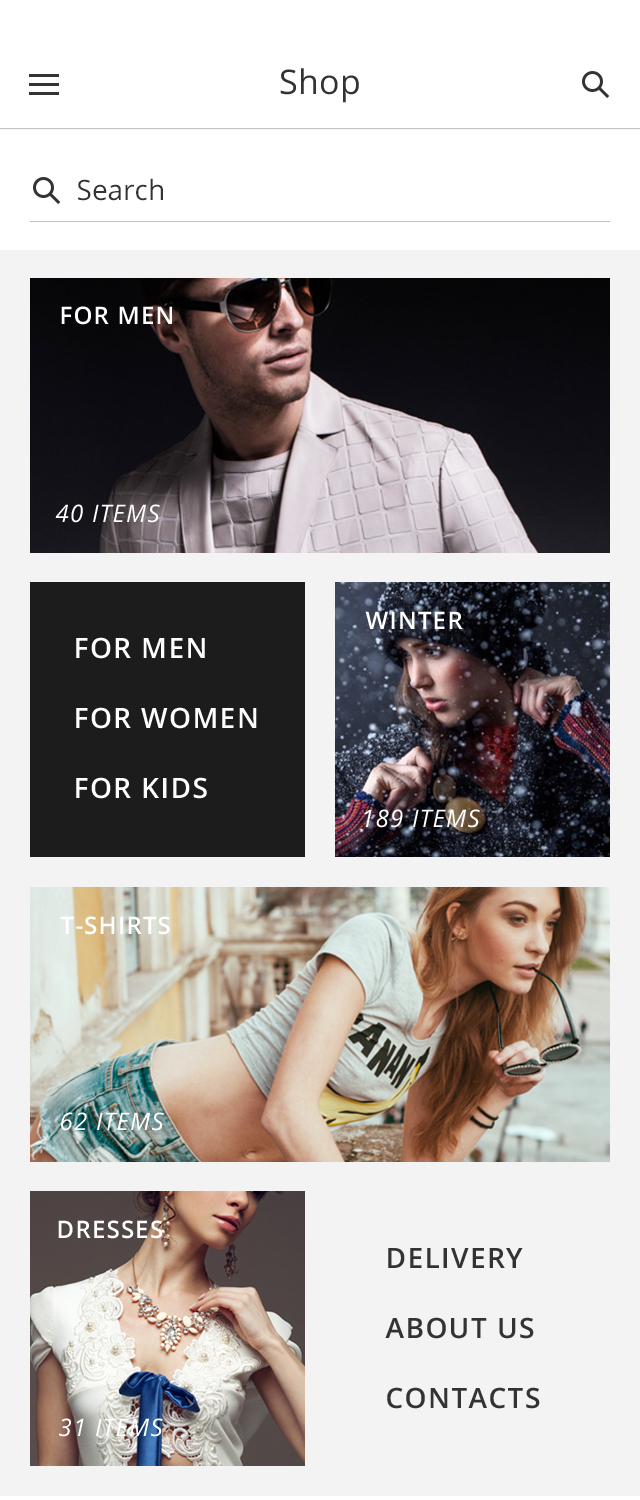 Shop
Search
FOR MEN
40 ITEMS
FOR MEN
FOR WOMEN
FOR KIDS
WINTER
189 ITEMS
T-SHIRTS
62 ITEMS
DRESSES
31 ITEMS
DELIVERY
ABOUT US
CONTACTS